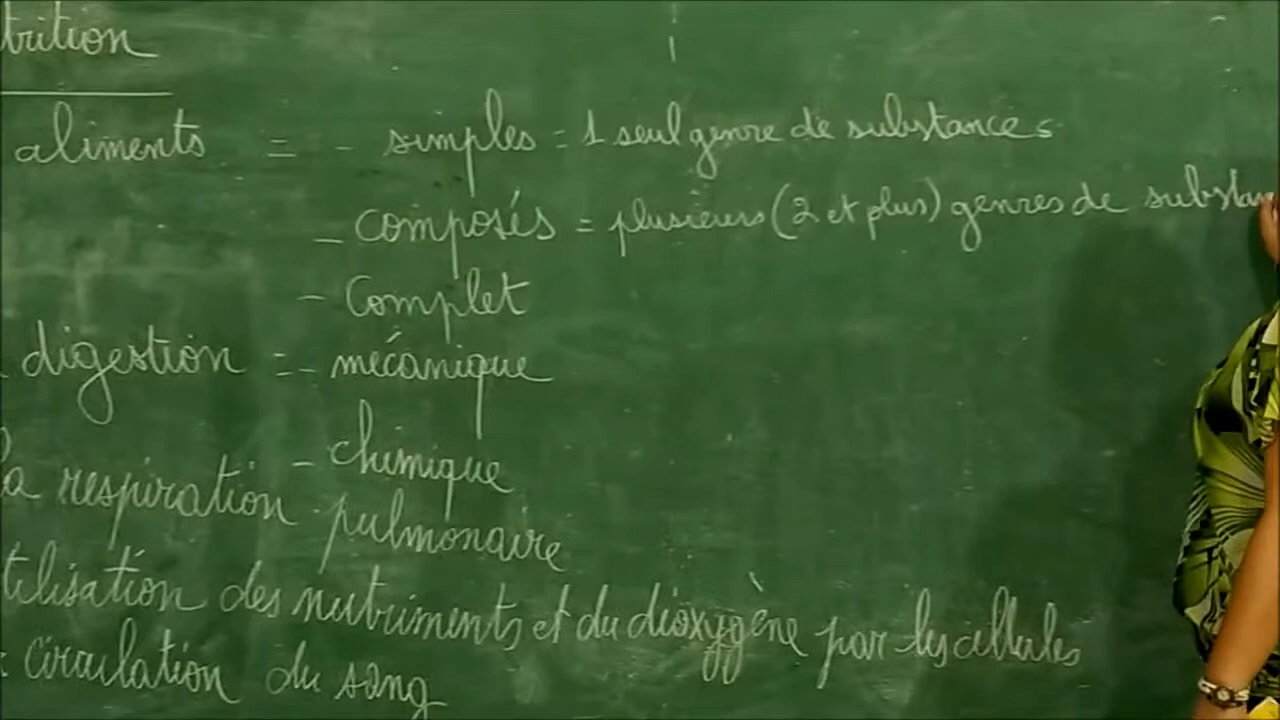 trition
aliments = - simples = 1 seul genre de substances
- composés = plusieurs (2 et plus) genres de substan
- Complet
digestion = - mécanique
- chimique
la respiration pulmonaire
tilisation des nutriments et du dioxygène par les cellules
circulation du sang